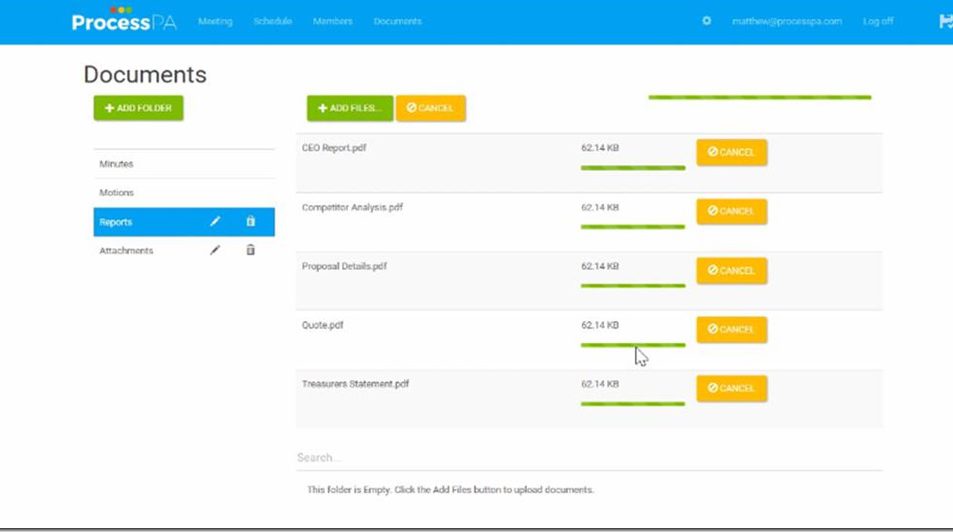 ProcessPA Meeting Schedule Members Documents matthew@processpa.com Log off
Documents
ADD FOLDER
ADD FILES... CANCEL
Minutes
Motions
Reports
Attachments
CEO Report.pdf 62.14 KB CANCEL
Competitor Analysis.pdf 62.14 KB CANCEL
Proposal Details.pdf 62.14 KB CANCEL
Quote.pdf 62.14 KB CANCEL
Treasurers Statement.pdf 62.14 KB CANCEL
Search...
This folder is Empty. Click the Add Files button to upload documents.